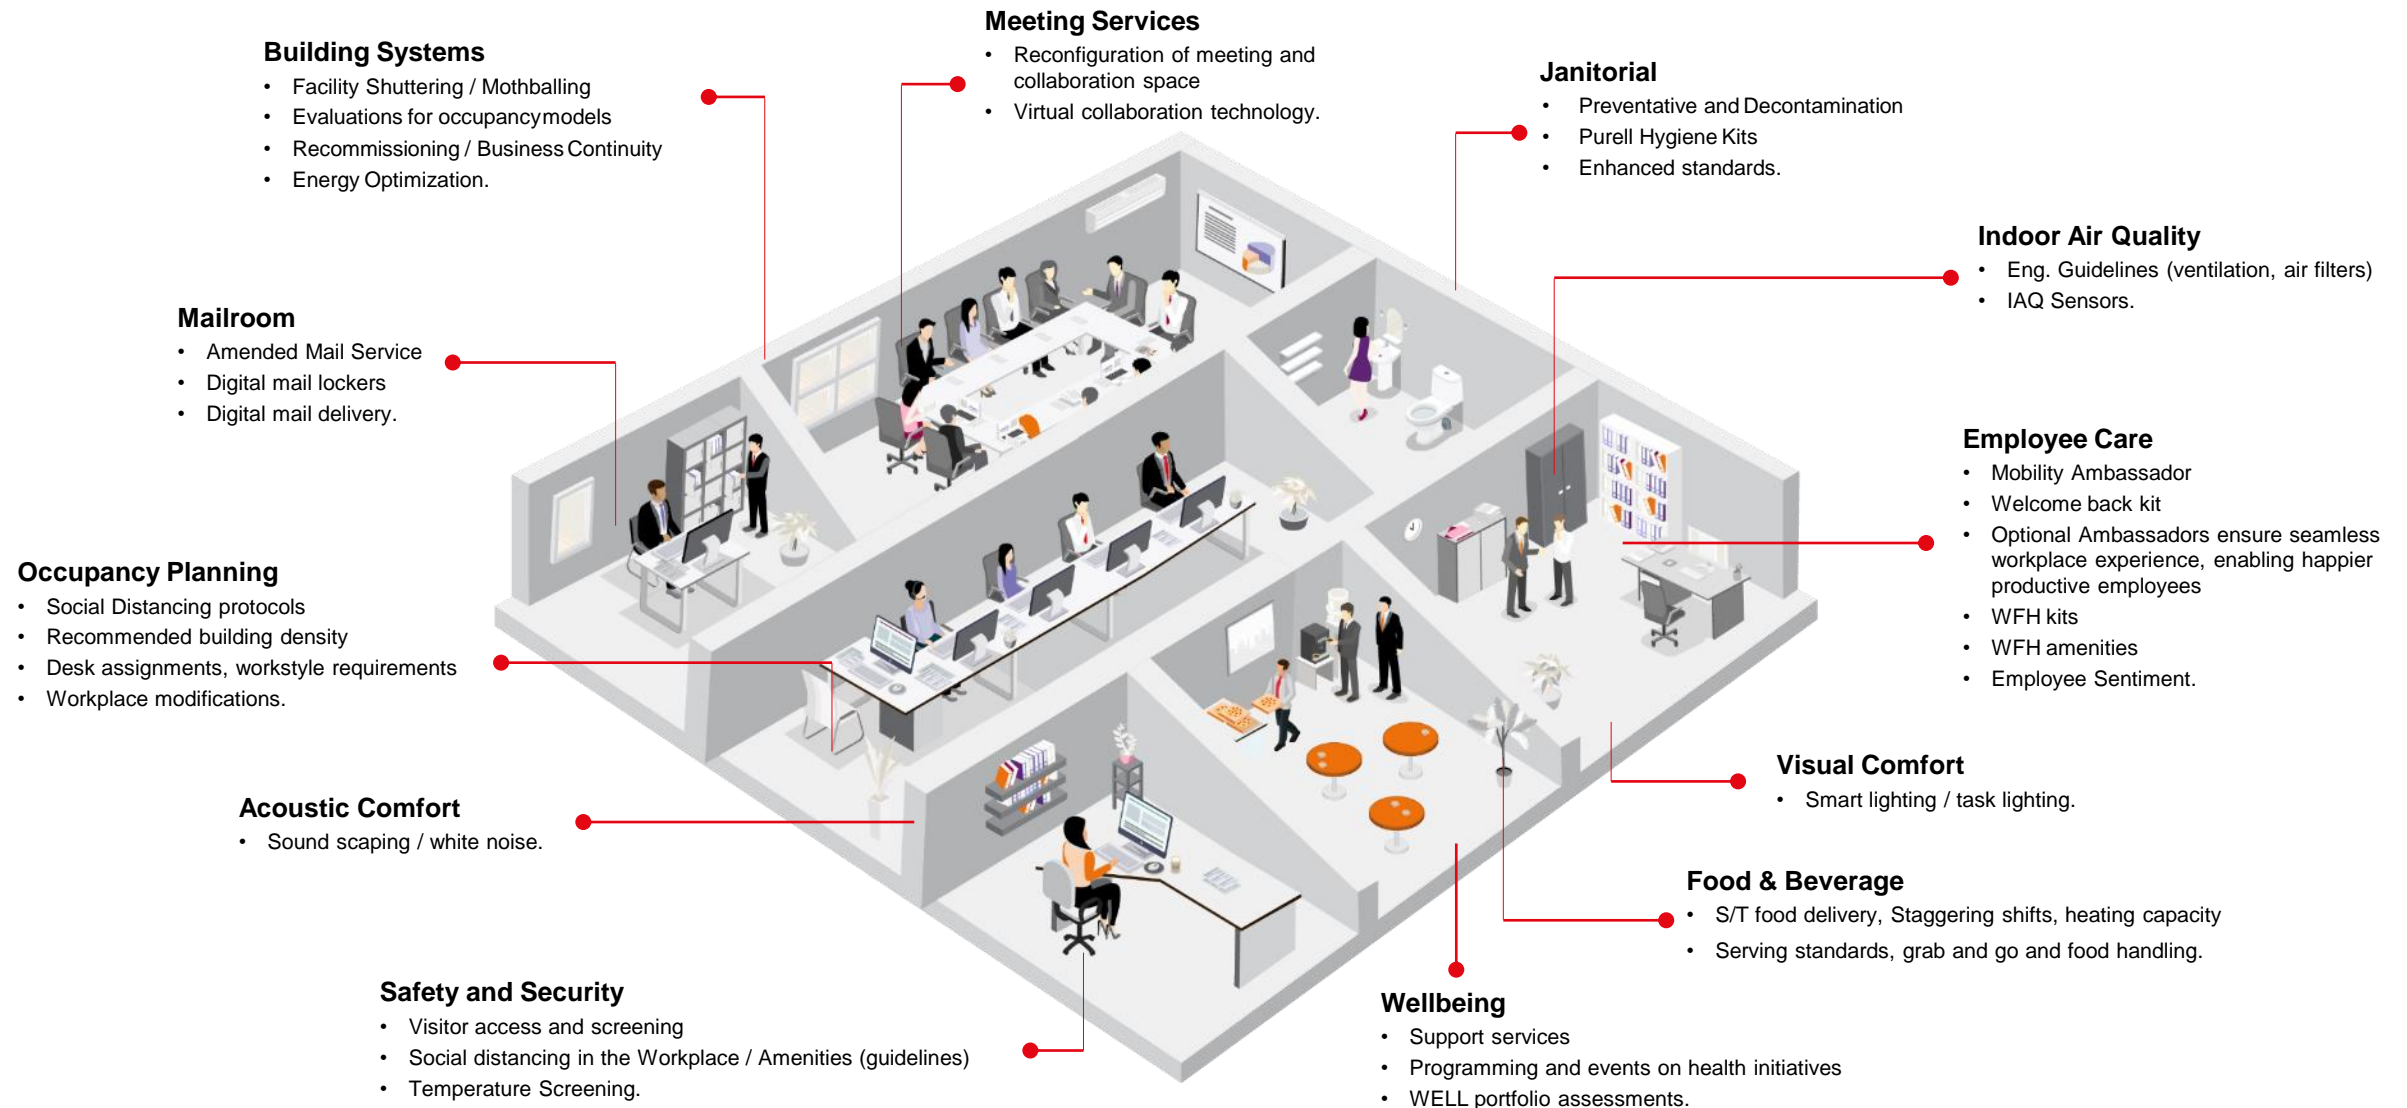 Meeting Services
• Reconfiguration of meeting and
collaboration space
• Virtual collaboration technology.
Building Systems
• Facility Shuttering / Mothballing
• Evaluations for occupancymodels
• Recommissioning / Business Continuity
• Energy Optimization.
Janitorial
• Preventative and Decontamination
• Purell Hygiene Kits
• Enhanced standards.
Indoor Air Quality
• Eng. Guidelines (ventilation, air filters)
• IAQ Sensors.
Mailroom
• Amended Mail Service
• Digital mail lockers
• Digital mail delivery.
Employee Care
• Mobility Ambassador
• Welcome back kit
• Optional Ambassadors ensure seamless
workplace experience, enabling happier
productive employees
• WFH kits
• WFH amenities
• Employee Sentiment.
Occupancy Planning
• Social Distancing protocols
• Recommended building density
• Desk assignments, workstyle requirements
• Workplace modifications.
Visual Comfort
• Smart lighting / task lighting.
Acoustic Comfort
• Sound scaping / white noise.
Food & Beverage
• S/T food delivery, Staggering shifts, heating capacity
• Serving standards, grab and go and food handling.
Safety and Security
• Visitor access and screening
• Social distancing in the Workplace / Amenities (guidelines)
• Temperature Screening.
Wellbeing
• Support services
• Programming and events on health initiatives
• WELL portfolio assessments.